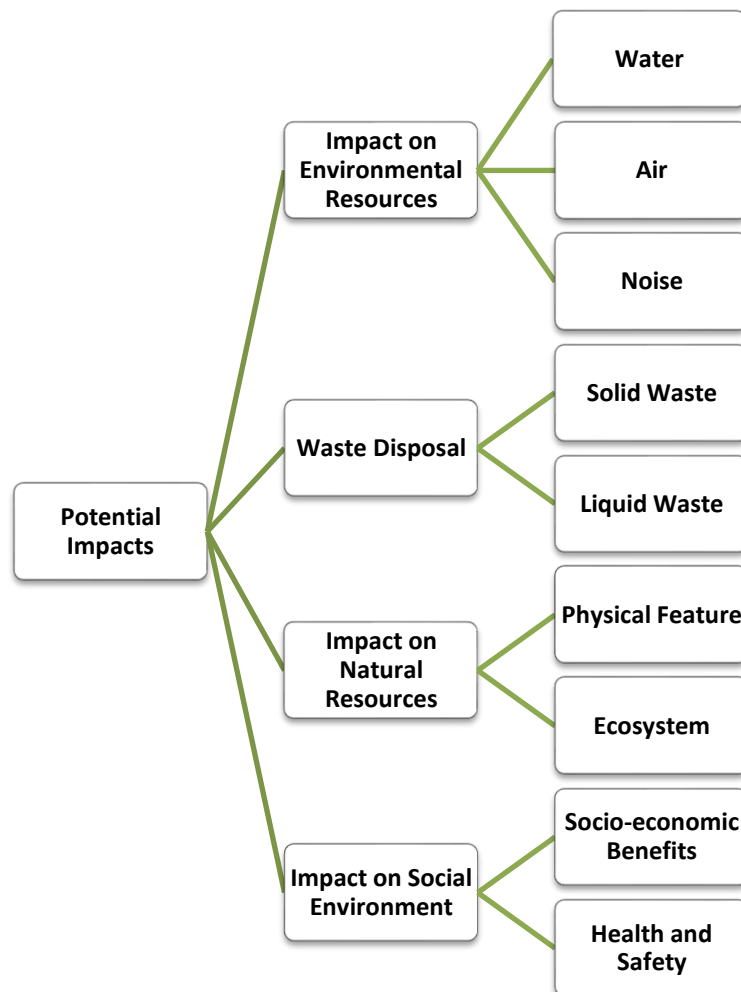 Potential
Impacts
Impact on
Environmental
Resources
Water
Air
Noise
Waste Disposal
Solid Waste
Liquid Waste
Impact on
Natural
Resources
Physical Feature
Ecosystem
Impact on Social
Environment
Socio-economic
Benefits
Health and
Safety